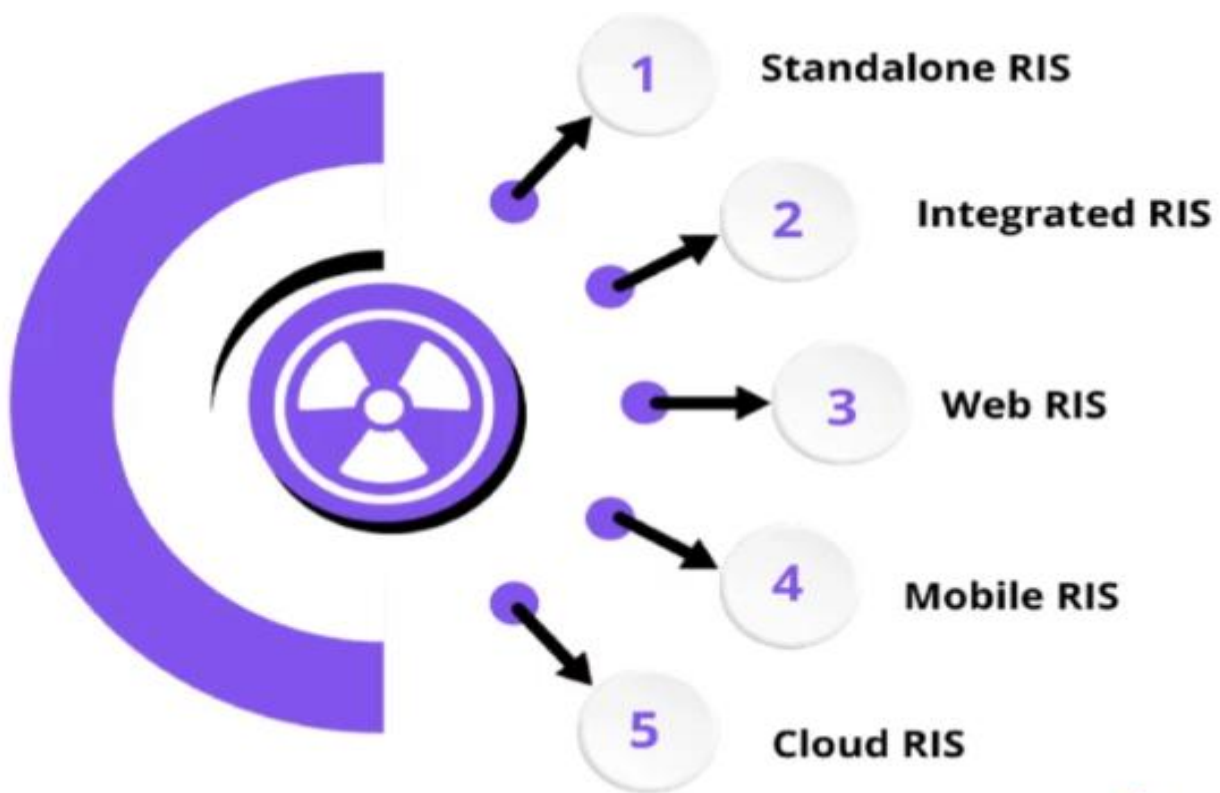 1 Standalone RIS
2 Integrated RIS
3 Web RIS
4 Mobile RIS
5 Cloud RIS